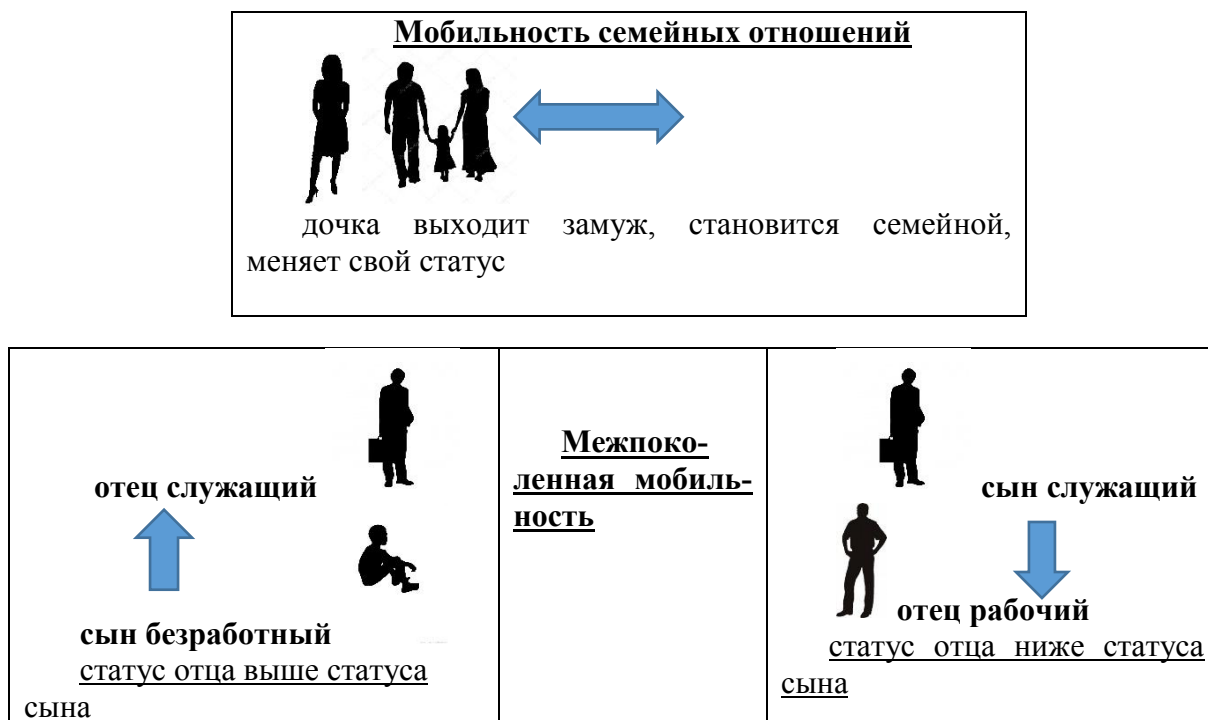 Мобильность семейных отношений
дочка выходит замуж, становится семейной,
меняет свой статус
отец служащий
сын безработный
статус отца выше статуса
сына
Межпоко-
ленная мобиль-
ность
сын служащий
отец рабочий
статус отца ниже статуса
сына